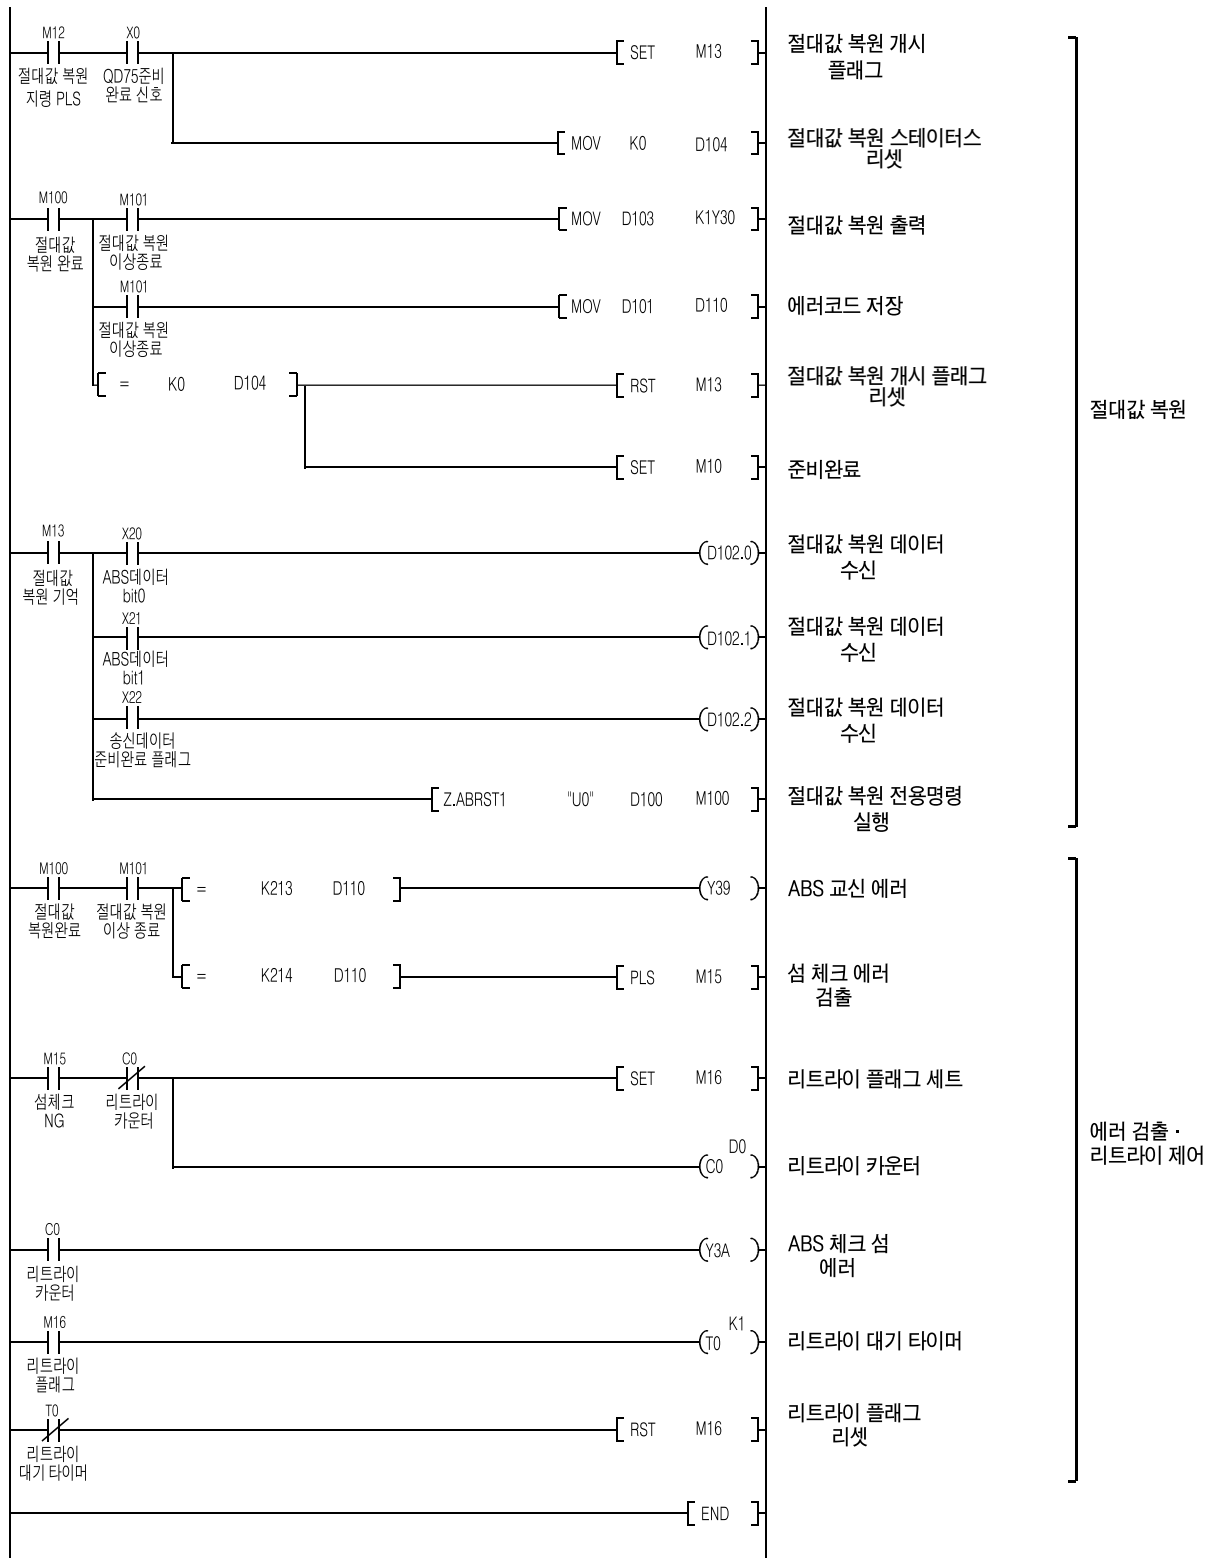 M12 X0
SET M13
절대값 복원 개시
플래그
절대값 복원
지령 PLS
QD75준비
완료 신호
MOV K0 D104
절대값 복원 스테이터스
리셋
M100 M101
MOV D103 K1Y30
절대값 복원 출력
절대값
복원 완료
절대값 복원
이상종료
M101
MOV D101 D110
에러코드 저장
절대값 복원
이상종료
= K0 D104
RST M13
절대값 복원 개시 플래그
리셋
절대값 복원
SET M10
준비완료
M13 X20
D102.0
절대값 복원 데이터
수신
절대값
복원 기억
ABS데이터
bit0
X21
D102.1
절대값 복원 데이터
수신
ABS데이터
bit1
X22
D102.2
절대값 복원 데이터
수신
송신데이터
준비완료 플래그
Z.ABRST1 "U0" D100 M100
절대값 복원 전용명령
실행
M100 M101
= K213 D110
Y39
ABS 교신 에러
절대값
복원완료
절대값 복원
이상 종료
= K214 D110
PLS M15
섬 체크 에러
검출
M15 C0
SET M16
리트라이 플래그 세트
섬체크
NG
리트라이
카운터
에러 검출 ·
리트라이 제어
D0
C0
리트라이 카운터
C0
Y3A
ABS 체크 섬
에러
리트라이
카운터
M16
K1
T0
리트라이 대기 타이머
리트라이
플래그
T0
RST M16
리트라이 플래그
리셋
리트라이
대기 타이머
END